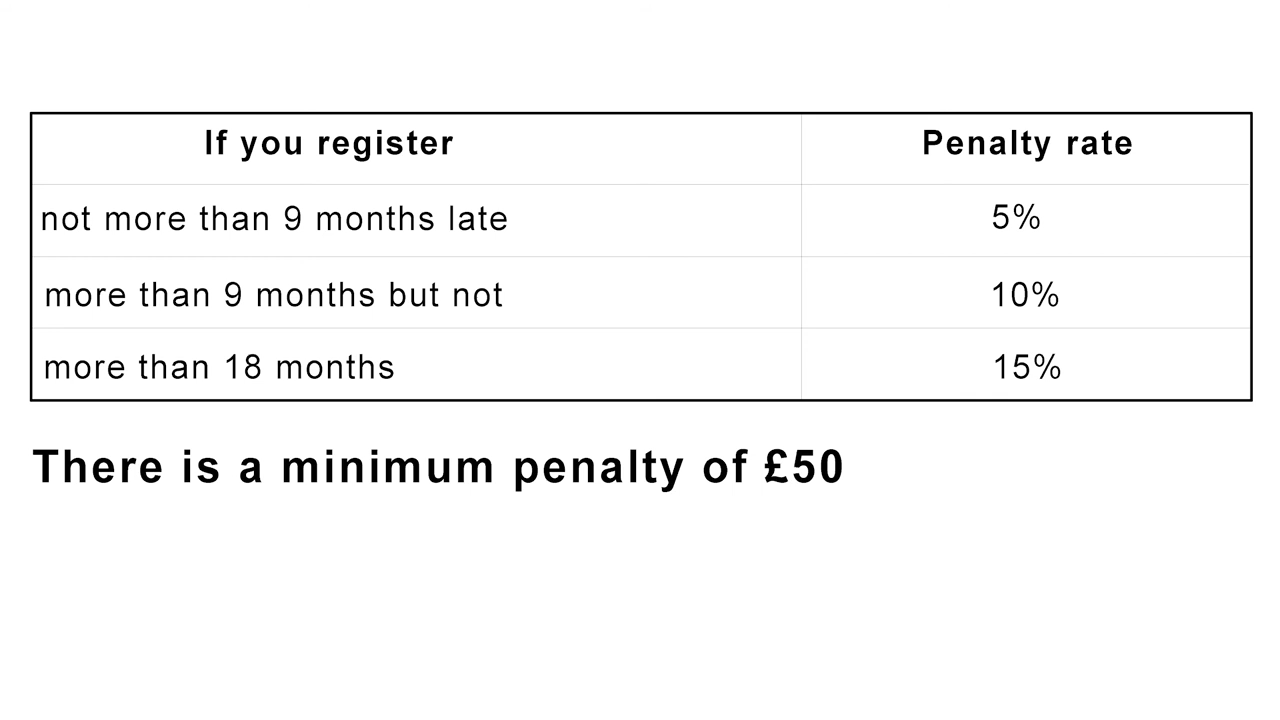 If you register Penalty rate
not more than 9 months late 5%
more than 9 months but not 10%
more than 18 months 15%
There is a minimum penalty of £50